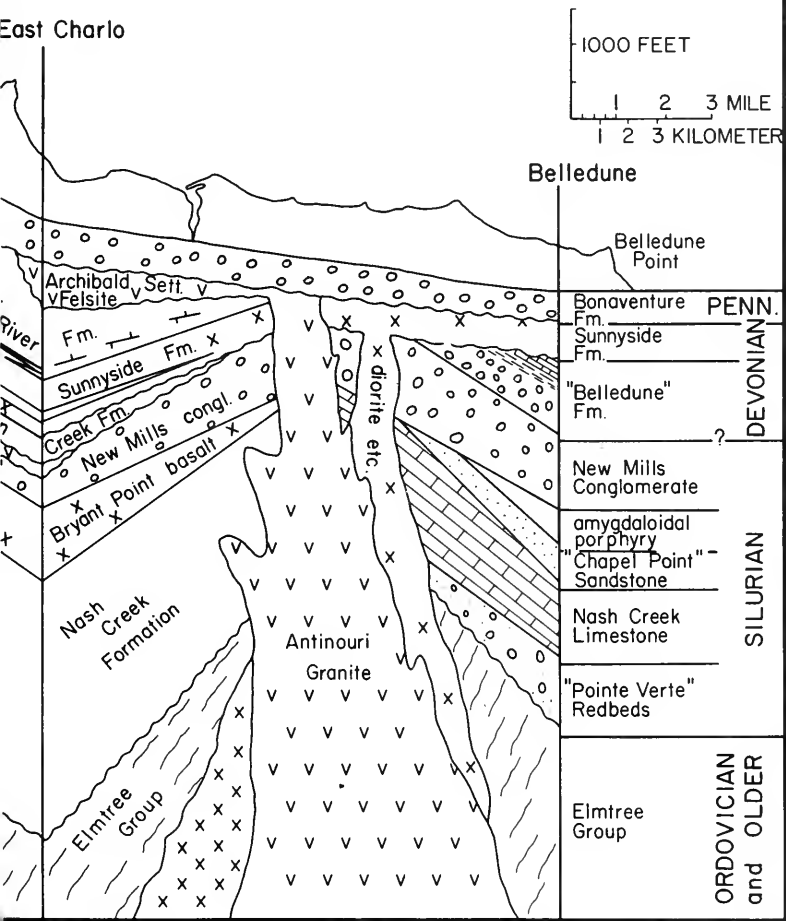 East Charlo
1000 FEET
1 2 3 MILE
1 2 3 KILOMETER
Belledune
Belledune
Point
Archibald Sett.
Felsite
River
Fm.
Sunnyside Fm.
Creek Fm.
New Mills congl.
Bryant Point basalt
Nash
Creek
Formation
Elmtree
Group
Antinouri
Granite
diorite etc.
Bonaventure
Fm.
PENN.
Sunnyside
Fm.
"Belledune"
Fm.
DEVONIAN
?
New Mills
Conglomerate
amygdaloidal
porphyry
"Chapel Point"
Sandstone
Nash Creek
Limestone
"Pointe Verte"
Redbeds
SILURIAN
Elmtree
Group
ORDOVICIAN
and OLDER